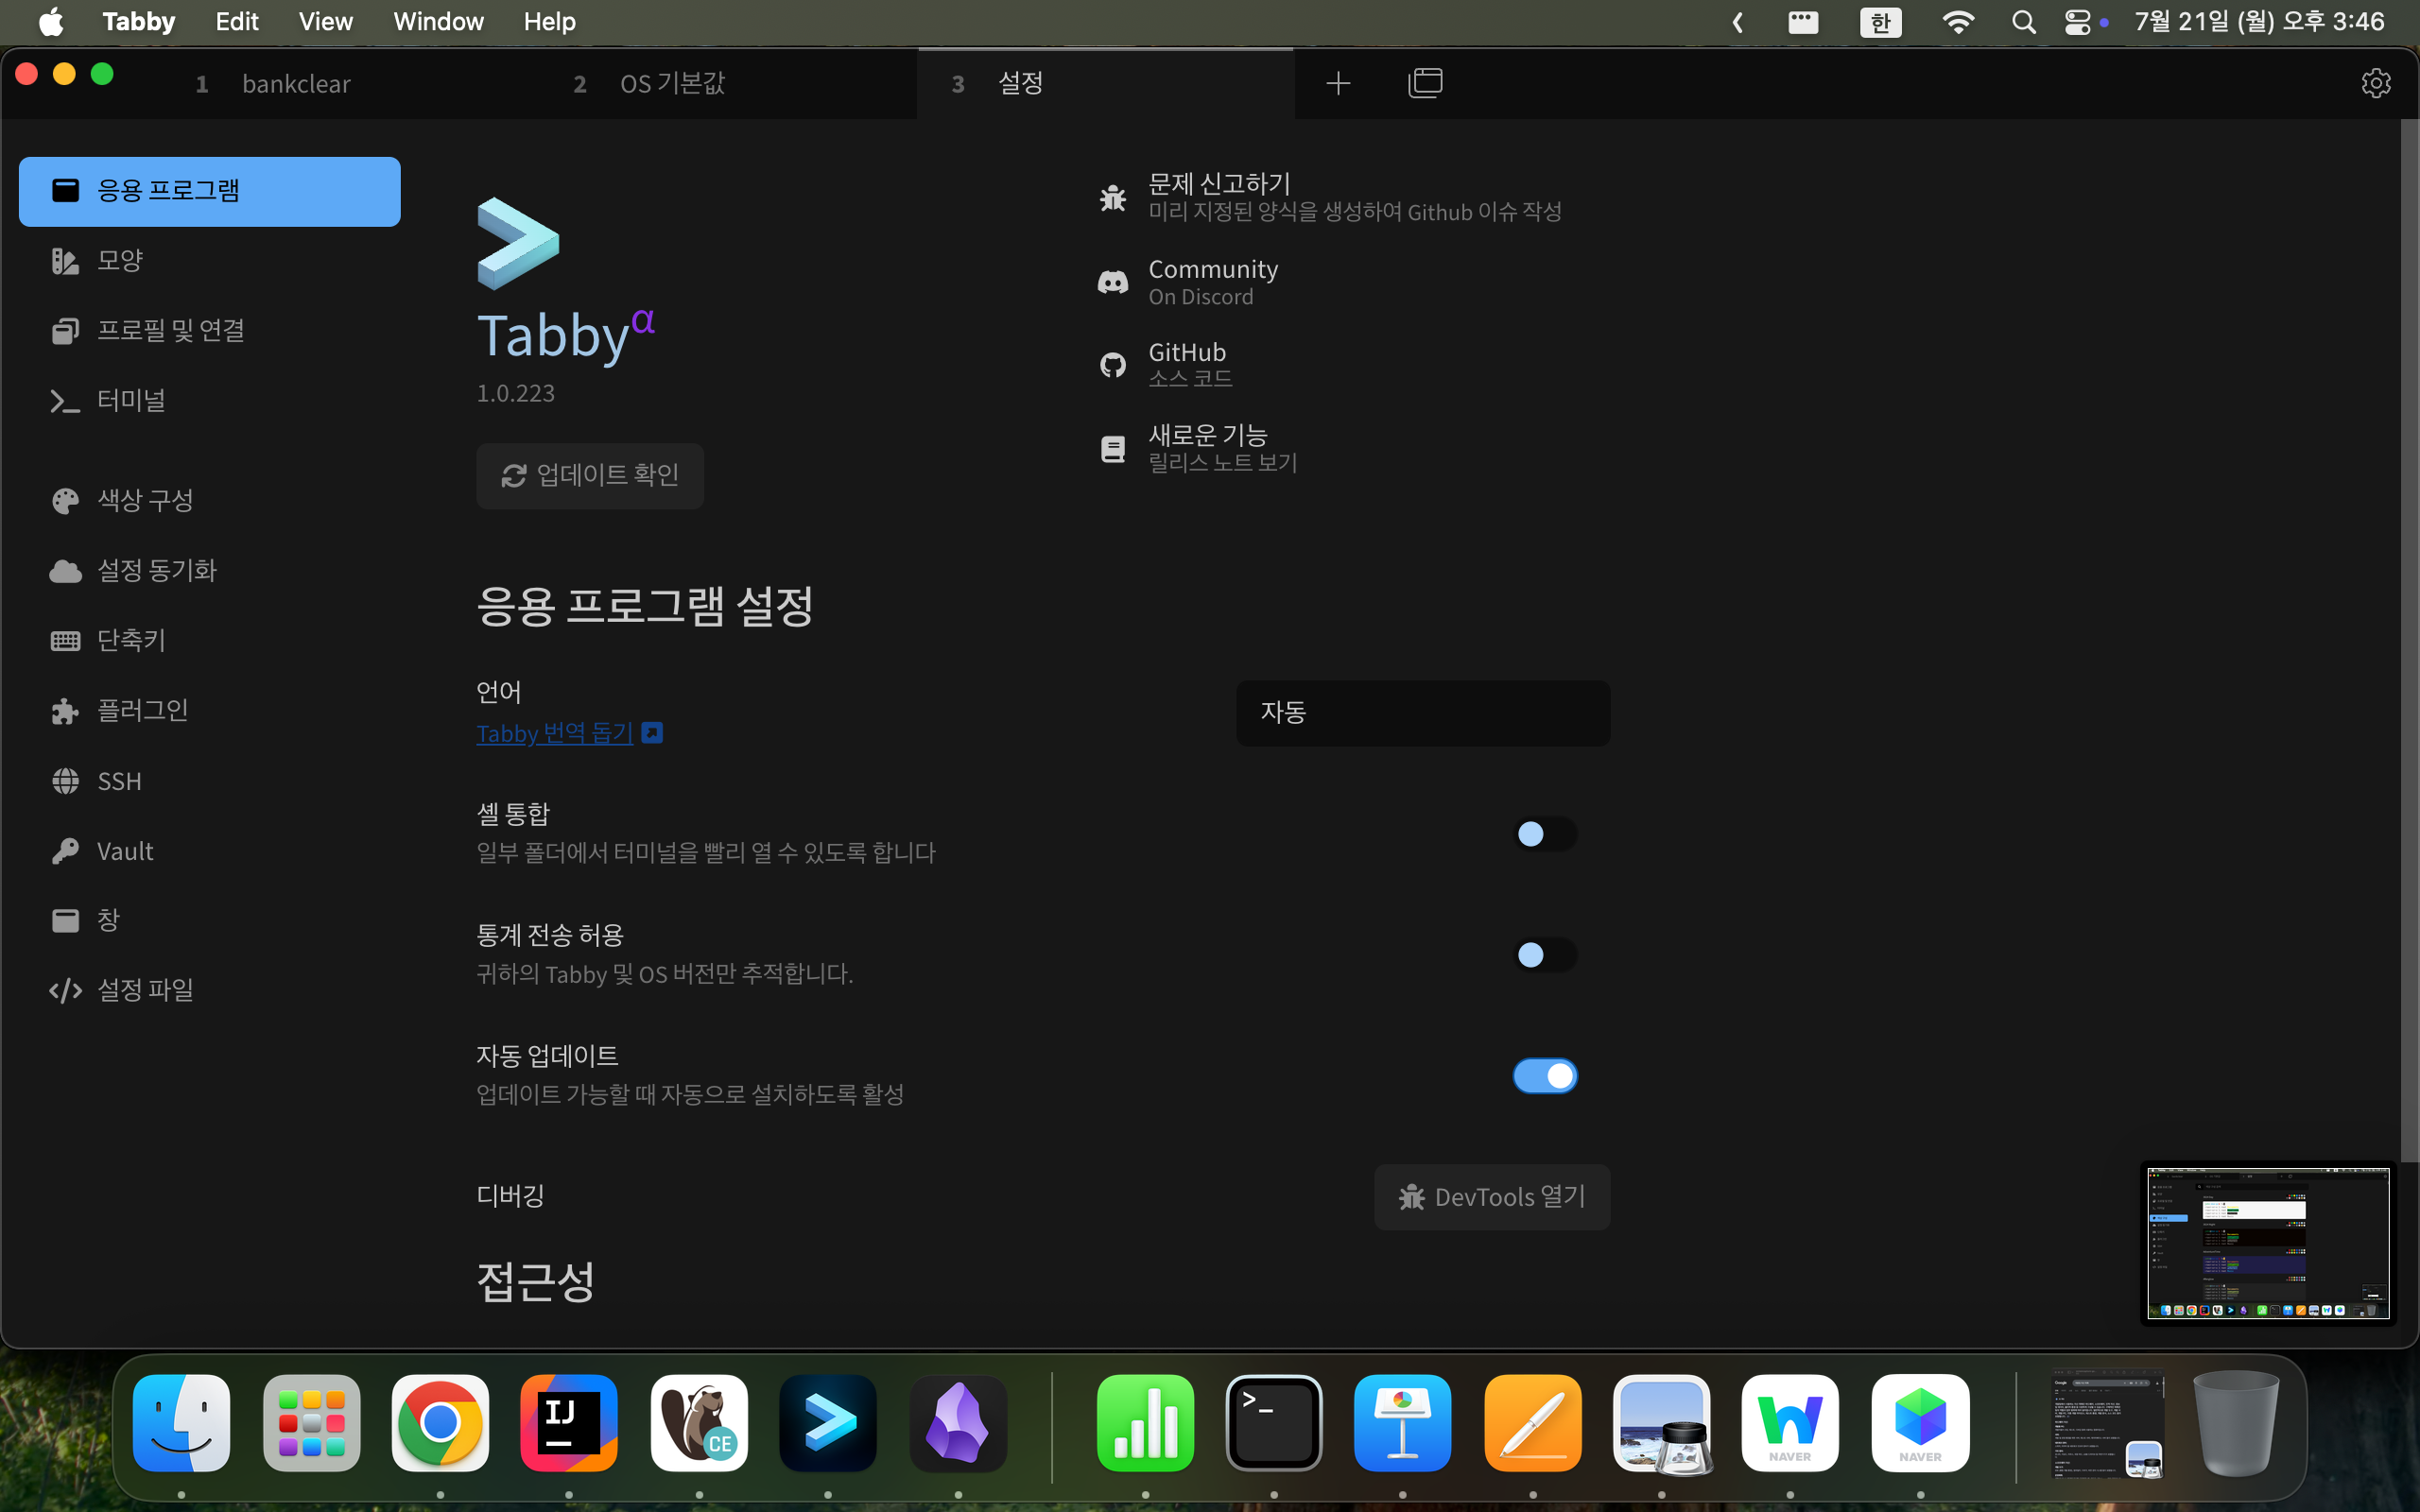 Tabby Edit View Window Help
한
7월 21일 (월) 오후 3:46
1 bankclear
2 OS 기본값
3 설정
응용 프로그램
모양
프로필 및 연결
터미널
색상 구성
설정 동기화
단축키
플러그인
SSH
Vault
창
설정 파일
Tabbyα
1.0.223
업데이트 확인
문제 신고하기
미리 지정된 양식을 생성하여 Github 이슈 작성
Community
On Discord
GitHub
소스 코드
새로운 기능
릴리스 노트 보기
응용 프로그램 설정
언어
Tabby 번역 돕기
자동
셸 통합
일부 폴더에서 터미널을 빨리 열 수 있도록 합니다
통계 전송 허용
귀하의 Tabby 및 OS 버전만 추적합니다.
자동 업데이트
업데이트 가능할 때 자동으로 설치하도록 활성
디버깅
DevTools 열기
접근성
IJ
CE
NAVER
NAVER